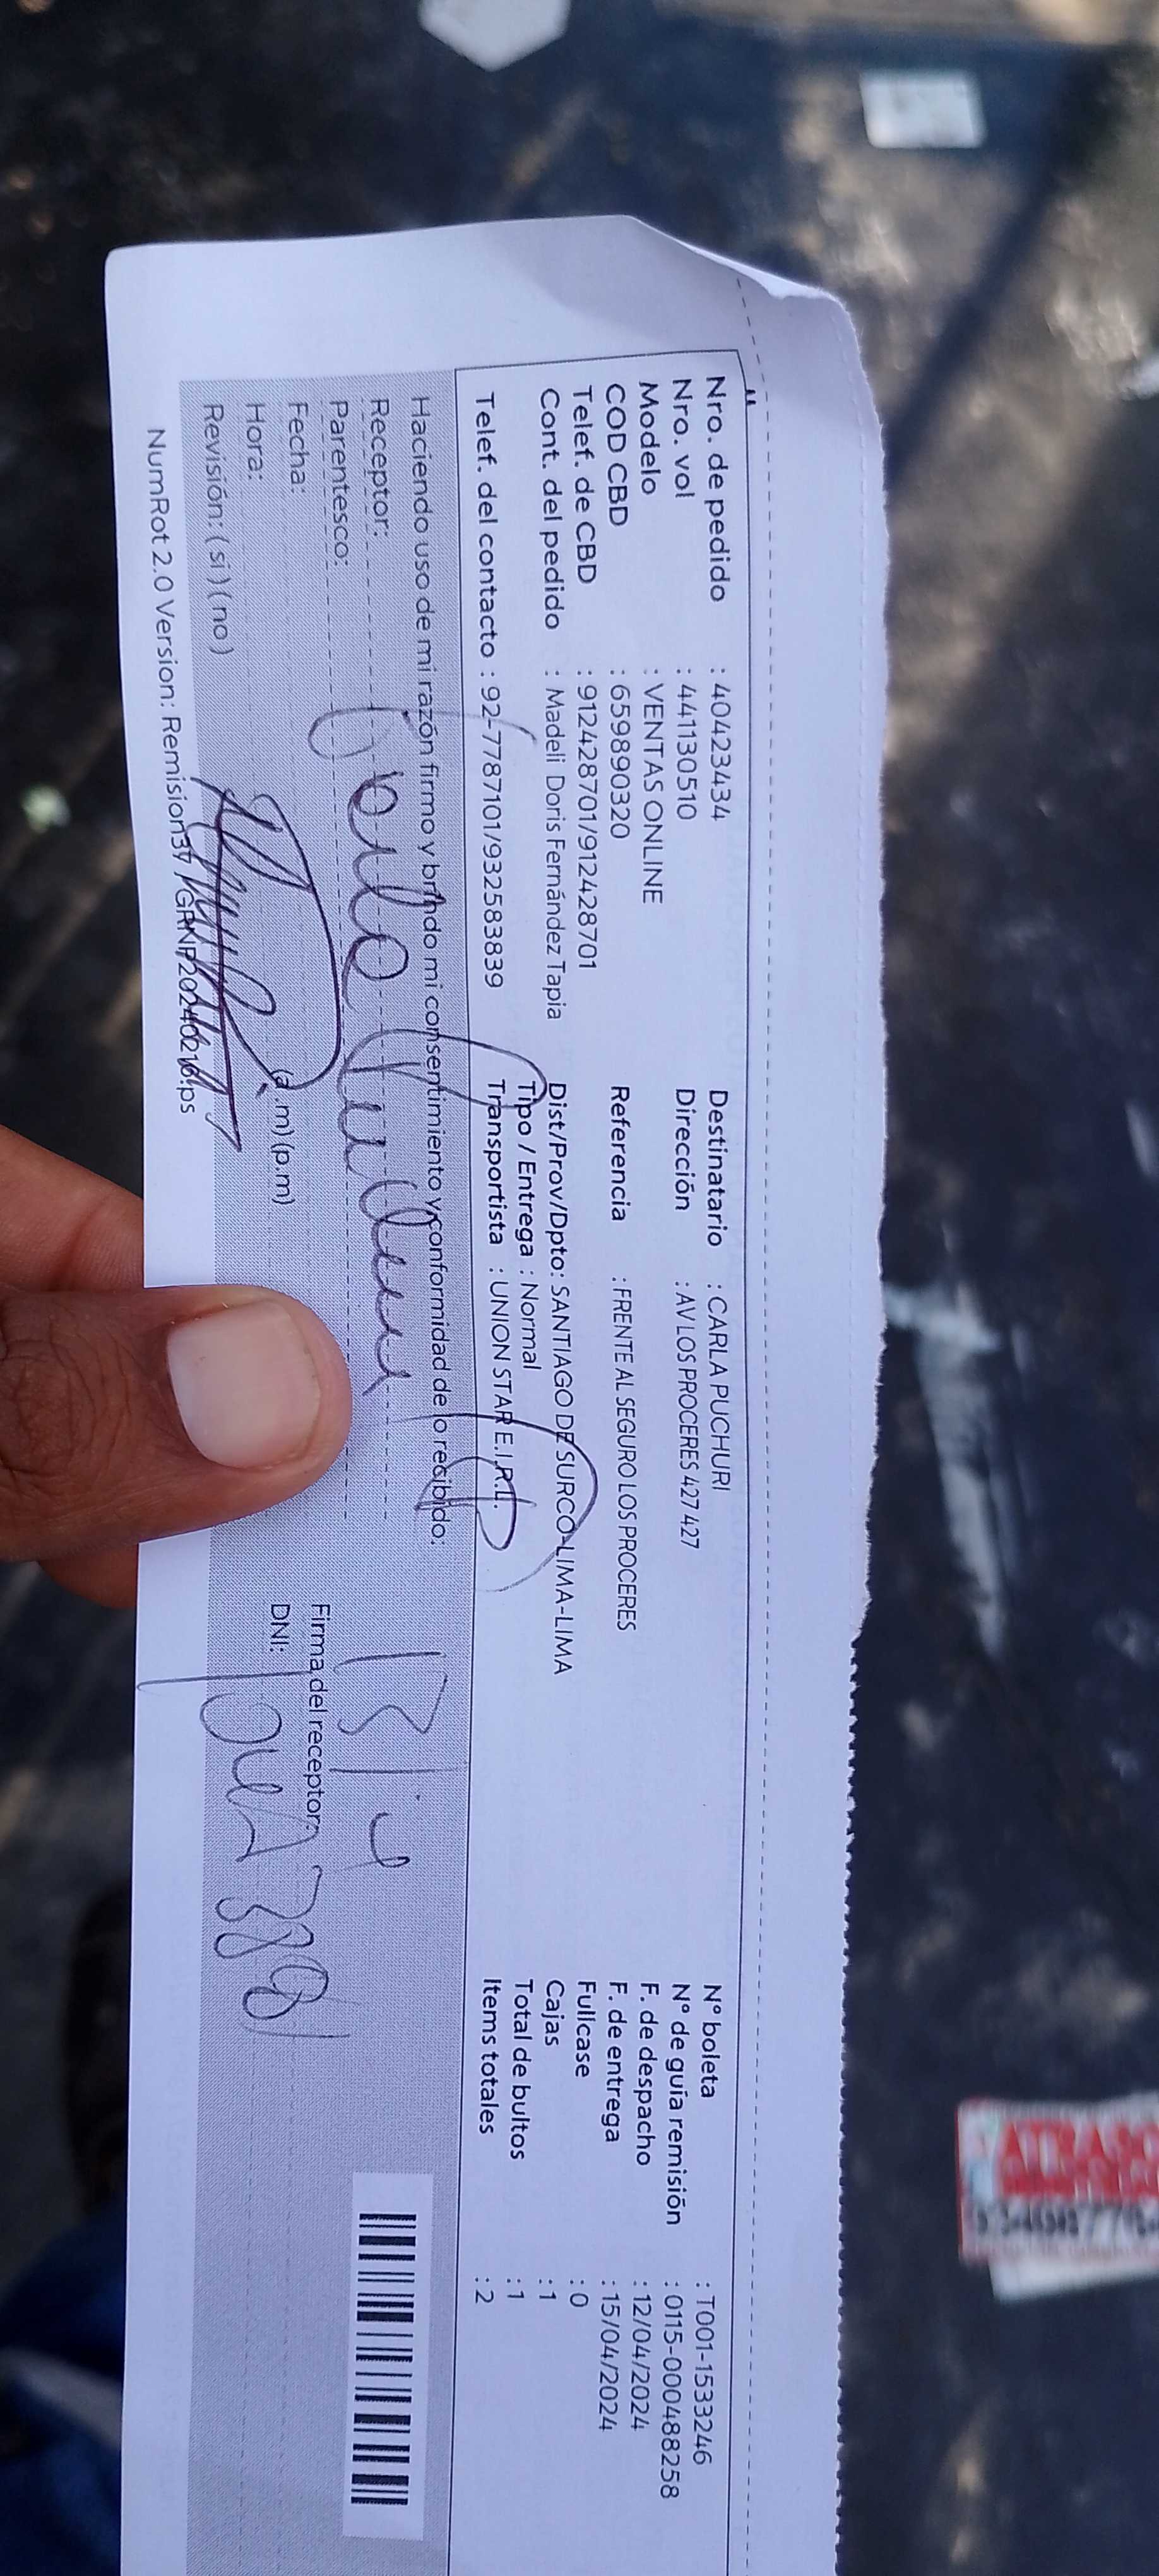 Nro. de pedido : 40423434
Nro. vol : 441130510
Modelo : VENTAS ONLINE
COD CBD : 659890320
Telef. de CBD : 912428701/912428701
Cont. del pedido : Madeli Doris Fernández Tapia
Telef. del contacto : 92-7787101/932583839
Destinatario : CARLA PUCHURI
Dirección : AV LOS PROCERES 427 427
Referencia : FRENTE AL SEGURO LOS PROCERES
Dist/Prov/Dpto: SANTIAGO DE SURCO-LIMA-LIMA
Tipo / Entrega : Normal
Transportista : UNION STAR E.I.R.L.
N° boleta : T001-1533246
N° de guía remisión : 0115-000488258
F. de despacho : 12/04/2024
F. de entrega : 15/04/2024
Fullcase : 0
Cajas : 1
Total de bultos : 1
Items totales : 2
Haciendo uso de mi razón firmo y brindo mi consentimiento y conformidad de lo recibido:
Receptor:
Parentesco:
Fecha:
Hora: (a.m) (p.m)
Revisión: ( si ) ( no )
Firma del receptor:
DNI:
NumRot 2.0 Version: Remision37